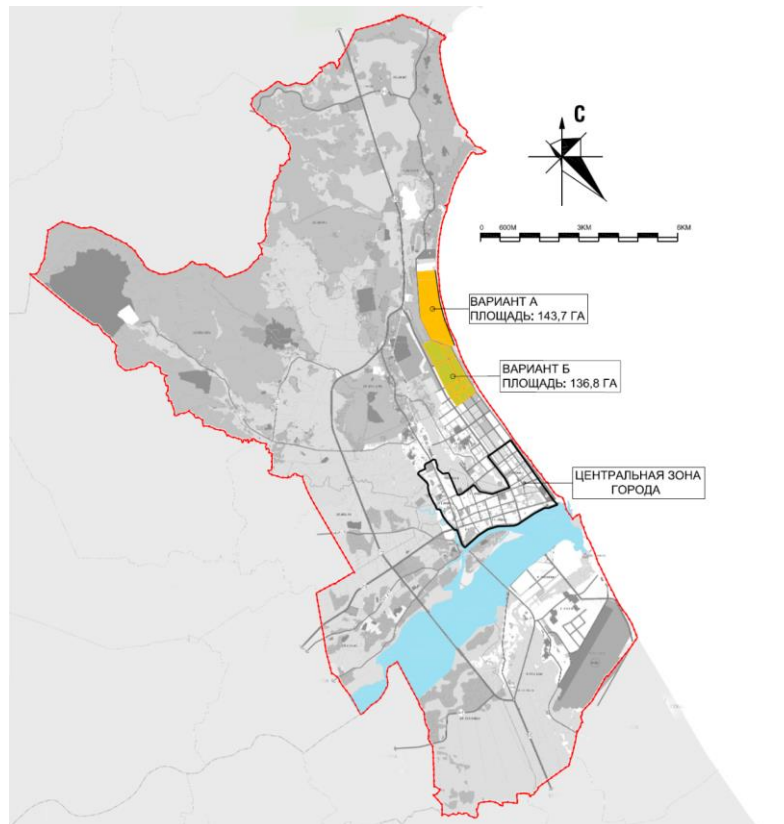 С
0 600М 3КМ 6КМ
ВАРИАНТ А
ПЛОЩАДЬ: 143,7 ГА
ВАРИАНТ Б
ПЛОЩАДЬ: 136,8 ГА
ЦЕНТРАЛЬНАЯ ЗОНА
ГОРОДА